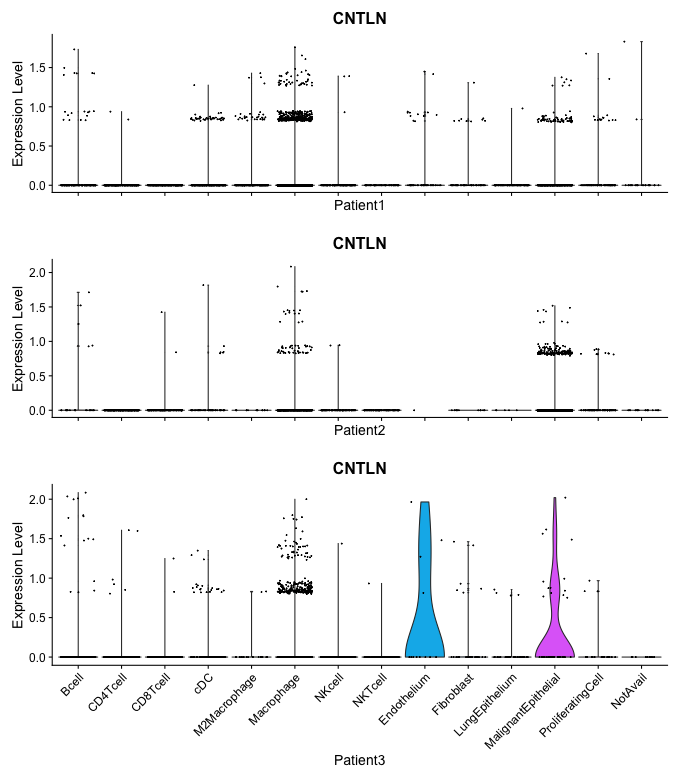 CNTLN
Expression Level
1.5
1.0
0.5
0.0
Patient1
CNTLN
Expression Level
2.0
1.5
1.0
0.5
0.0
Patient2
CNTLN
Expression Level
2.0
1.5
1.0
0.5
0.0
Bcell
CD4Tcell
CD8Tcell
cDC
M2Macrophage
Macrophage
NKcell
NKTcell
Endothelium
Fibroblast
LungEpithelium
MalignantEpithelial
ProliferatingCell
NotAvail
Patient3